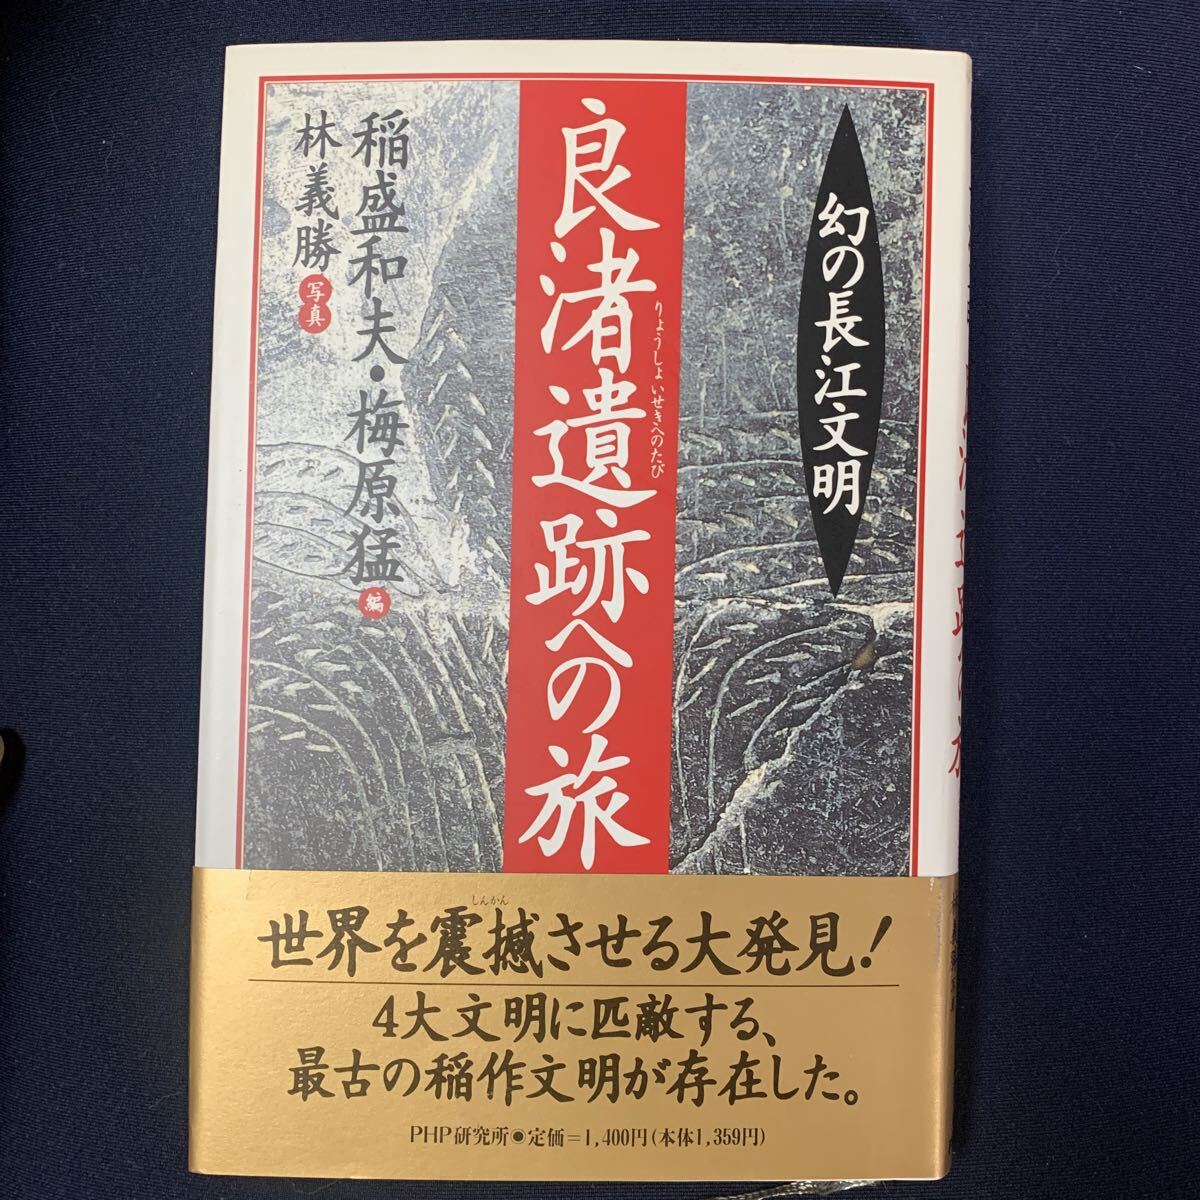 幻の長江文明
良渚遺跡への旅
りょうしょいせきへのたび
稲盛和夫・梅原猛 編
林義勝 写真
世界を震撼させる大発見!
しんかん
4大文明に匹敵する、
最古の稲作文明が存在した。
PHP研究所●定価=1,400円(本体1,359円)